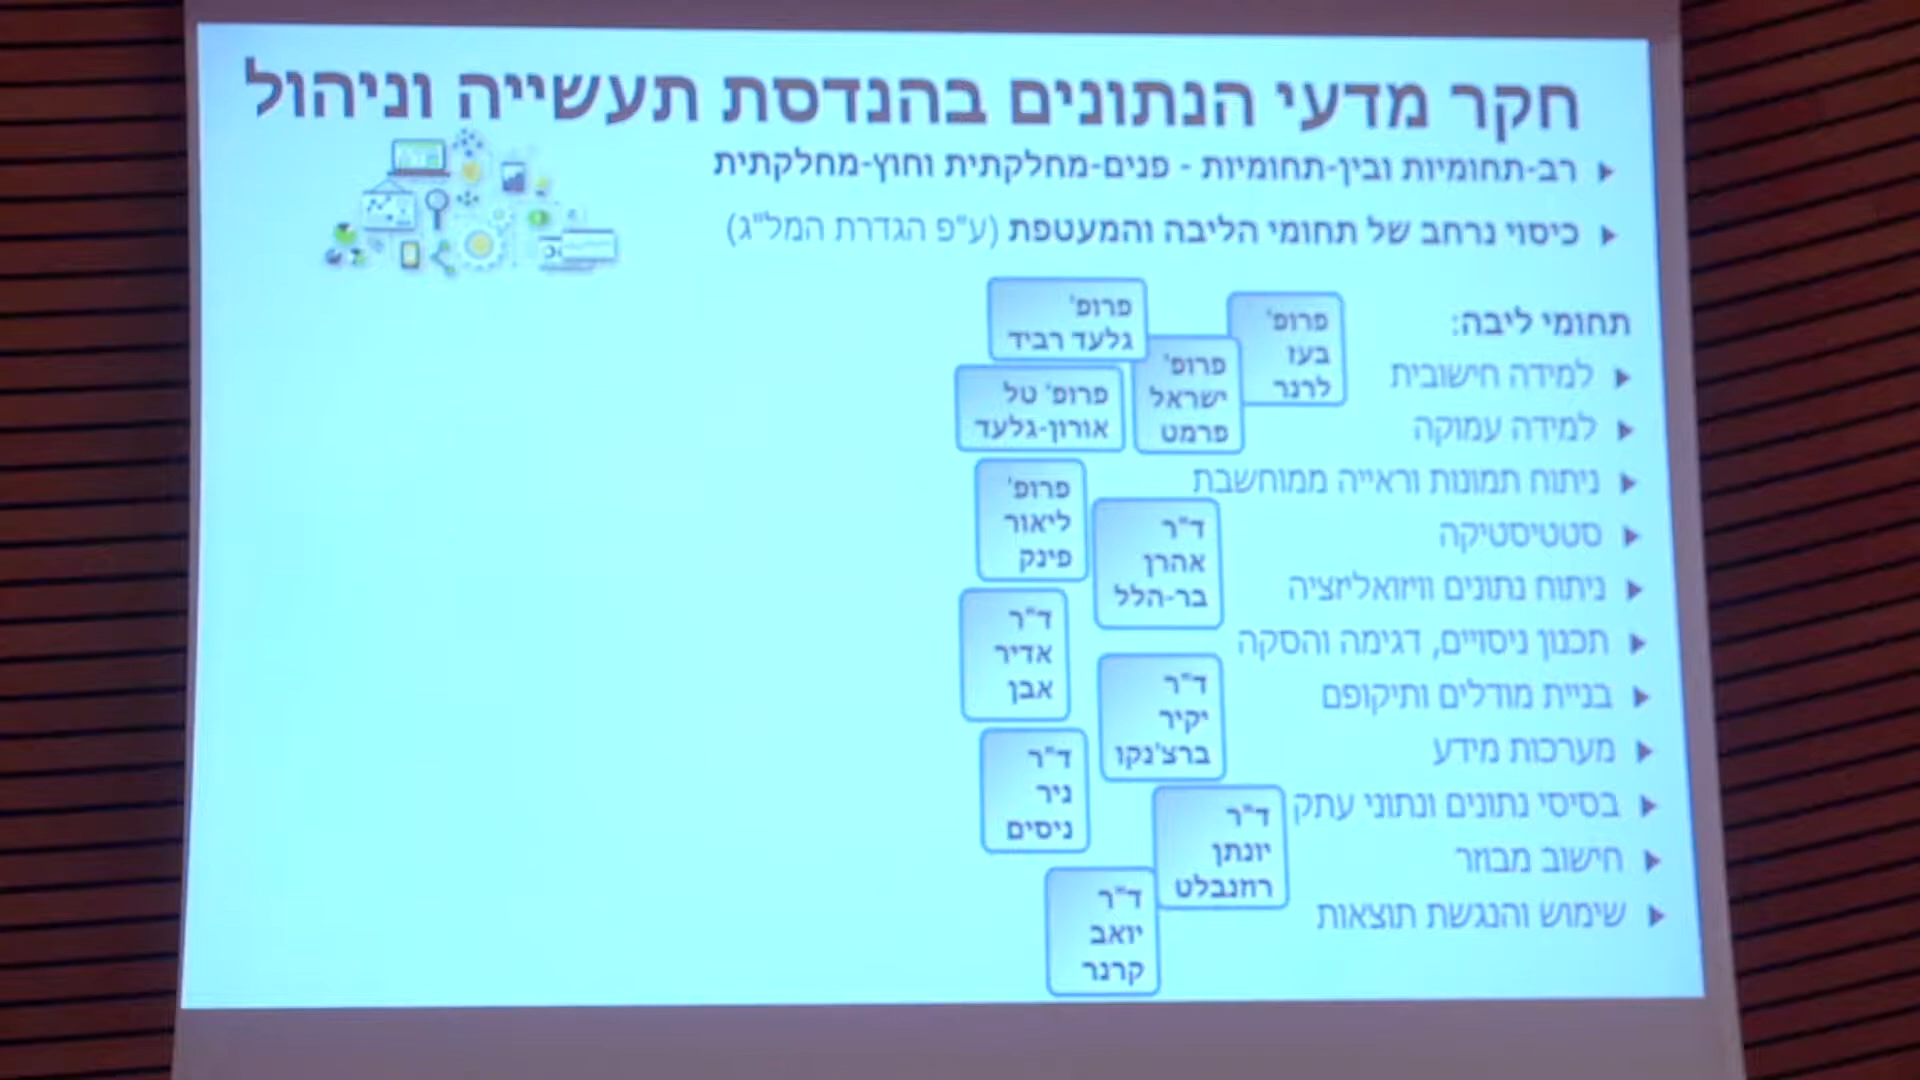 חקר מדעי הנתונים בהנדסת תעשייה וניהול
רב-תחומיות ובין-תחומיות - פנים-מחלקתית וחוץ-מחלקתית
כיסוי נרחב של תחומי הליבה והמעטפת (ע"פ הגדרת המל"ג)
תחומי ליבה:
למידה חישובית
למידה עמוקה
ניתוח תמונות וראייה ממוחשבת
סטטיסטיקה
ניתוח נתונים וויזואליזציה
תכנון ניסויים, דגימה והסקה
בניית מודלים ותיקופם
מערכות מידע
בסיסי נתונים ונתוני עתק
חישוב מבוזר
שימוש והנגשת תוצאות
פרופ'
בעז
לרנר
פרופ'
גלעד רביד
פרופ'
ישראל
פרמט
פרופ' טל
אורון-גלעד
פרופ'
ליאור
פינק
ד"ר
אהרן
בר-הלל
ד"ר
אדיר
אבן
ד"ר
יקיר
ברצ'נקו
ד"ר
ניר
ניסים
ד"ר
יונתן
רוזנבלט
ד"ר
יואב
קרנר